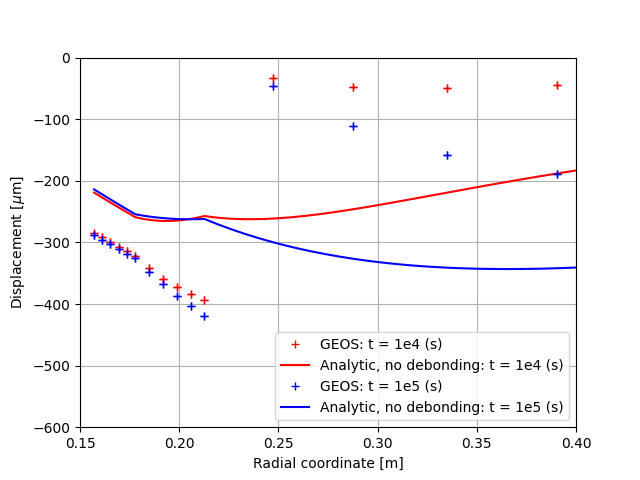 0
−100
−200
−300
−400
−500
−600
Displacement [μm]
0.15
0.20
0.25
0.30
0.35
0.40
Radial coordinate [m]
GEOS: t = 1e4 (s)
Analytic, no debonding: t = 1e4 (s)
GEOS: t = 1e5 (s)
Analytic, no debonding: t = 1e5 (s)